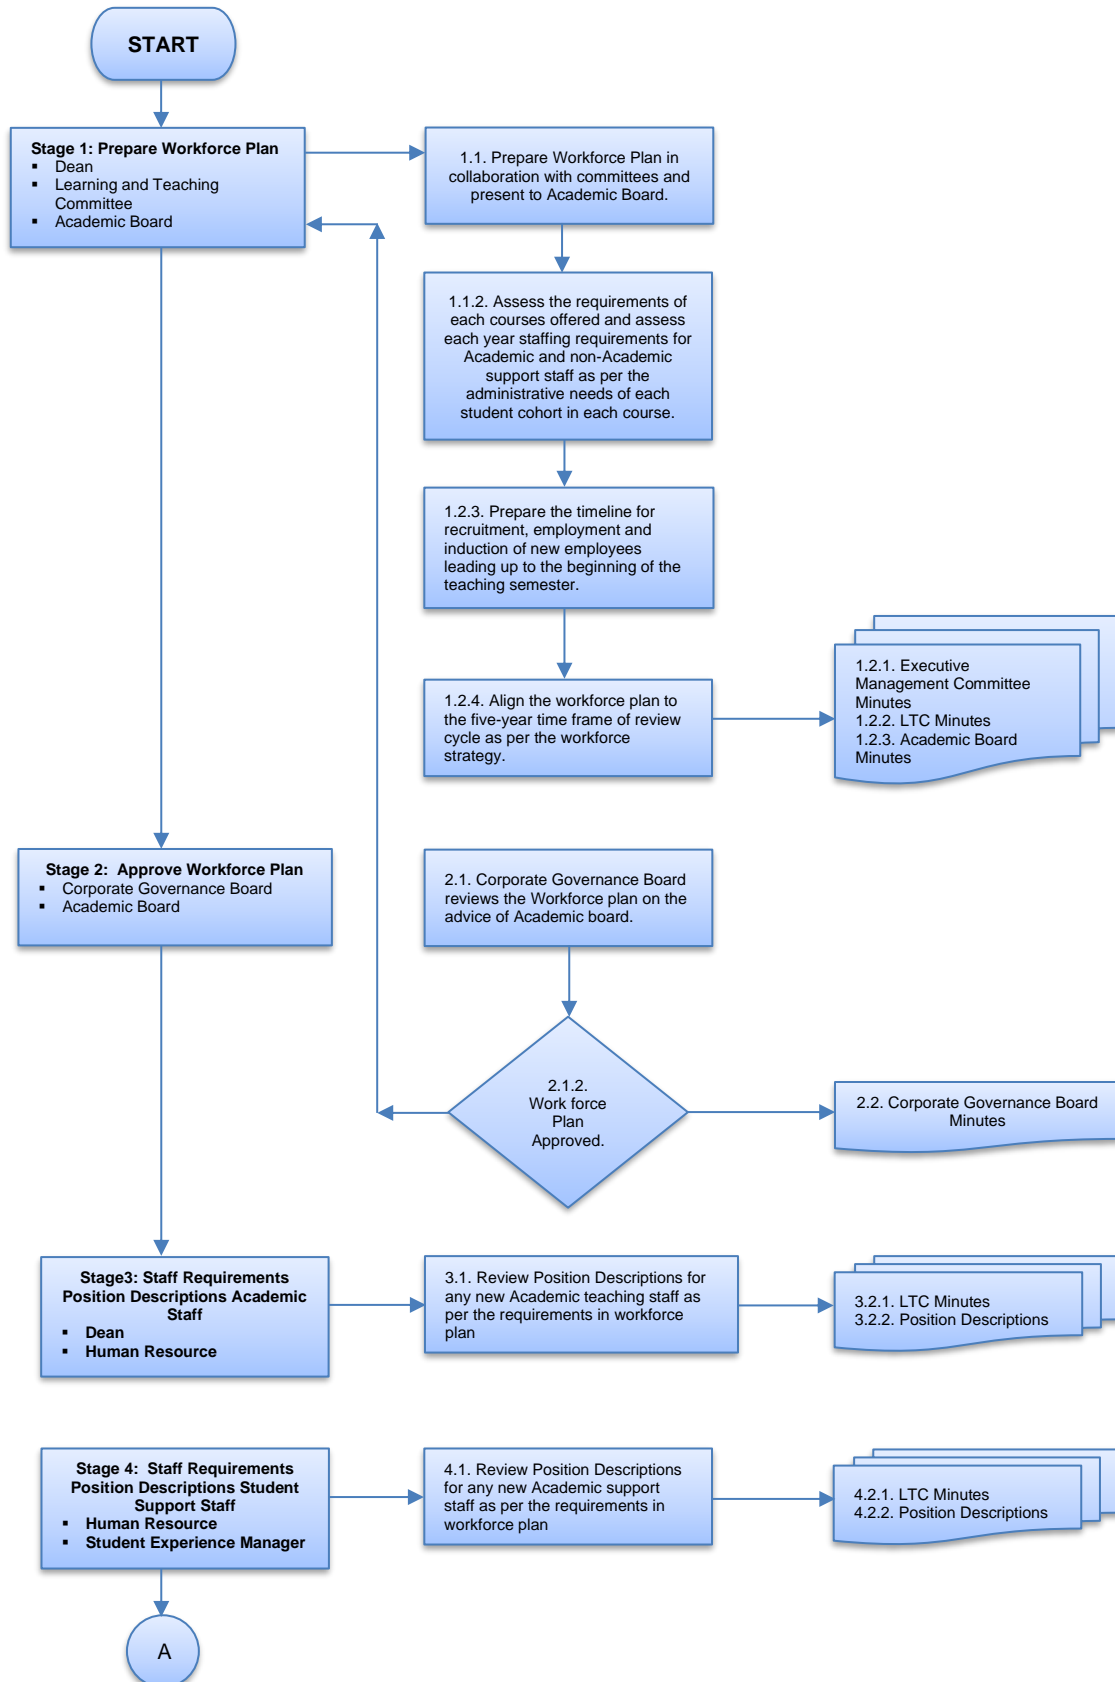 START
Stage 1: Prepare Workforce Plan
▪ Dean
▪ Learning and Teaching
Committee
▪ Academic Board
1.1. Prepare Workforce Plan in
collaboration with committees and
present to Academic Board.
1.1.2. Assess the requirements of
each courses offered and assess
each year staffing requirements for
Academic and non-Academic
support staff as per the
administrative needs of each
student cohort in each course.
1.2.3. Prepare the timeline for
recruitment, employment and
induction of new employees
leading up to the beginning of the
teaching semester.
1.2.4. Align the workforce plan to
the five-year time frame of review
cycle as per the workforce
strategy.
1.2.1. Executive
Management Committee
Minutes
1.2.2. LTC Minutes
1.2.3. Academic Board
Minutes
Stage 2: Approve Workforce Plan
▪ Corporate Governance Board
▪ Academic Board
2.1. Corporate Governance Board
reviews the Workforce plan on the
advice of Academic board.
2.1.2.
Work force
Plan
Approved.
2.2. Corporate Governance Board
Minutes
Stage3: Staff Requirements
Position Descriptions Academic
Staff
▪ Dean
▪ Human Resource
3.1. Review Position Descriptions for
any new Academic teaching staff as
per the requirements in workforce
plan
3.2.1. LTC Minutes
3.2.2. Position Descriptions
Stage 4: Staff Requirements
Position Descriptions Student
Support Staff
▪ Human Resource
▪ Student Experience Manager
4.1. Review Position Descriptions
for any new Academic support
staff as per the requirements in
workforce plan
4.2.1. LTC Minutes
4.2.2. Position Descriptions
A